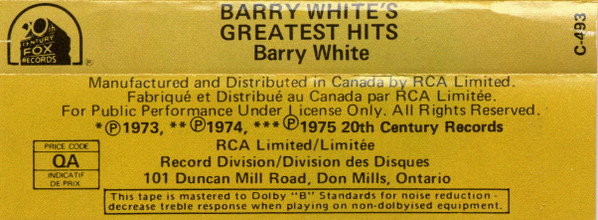 20th
CENTURY
FOX
RECORDS
®
BARRY WHITE'S
GREATEST HITS
Barry White
C-493
Manufactured and Distributed in Canada by RCA Limited.
Fabriqué et Distribué au Canada par RCA Limitée.
For Public Performance Under License Only. All Rights Reserved.
*Ⓟ1973, **Ⓟ1974, ***Ⓟ1975 20th Century Records
PRICE CODE
QA
INDICATIF
DE PRIX
RCA Limited/Limitée
Record Division/Division des Disques
101 Duncan Mill Road, Don Mills, Ontario
This tape is mastered to Dolby "B" Standards for noise reduction -
decrease treble response when playing on non-dolbyised equipment.